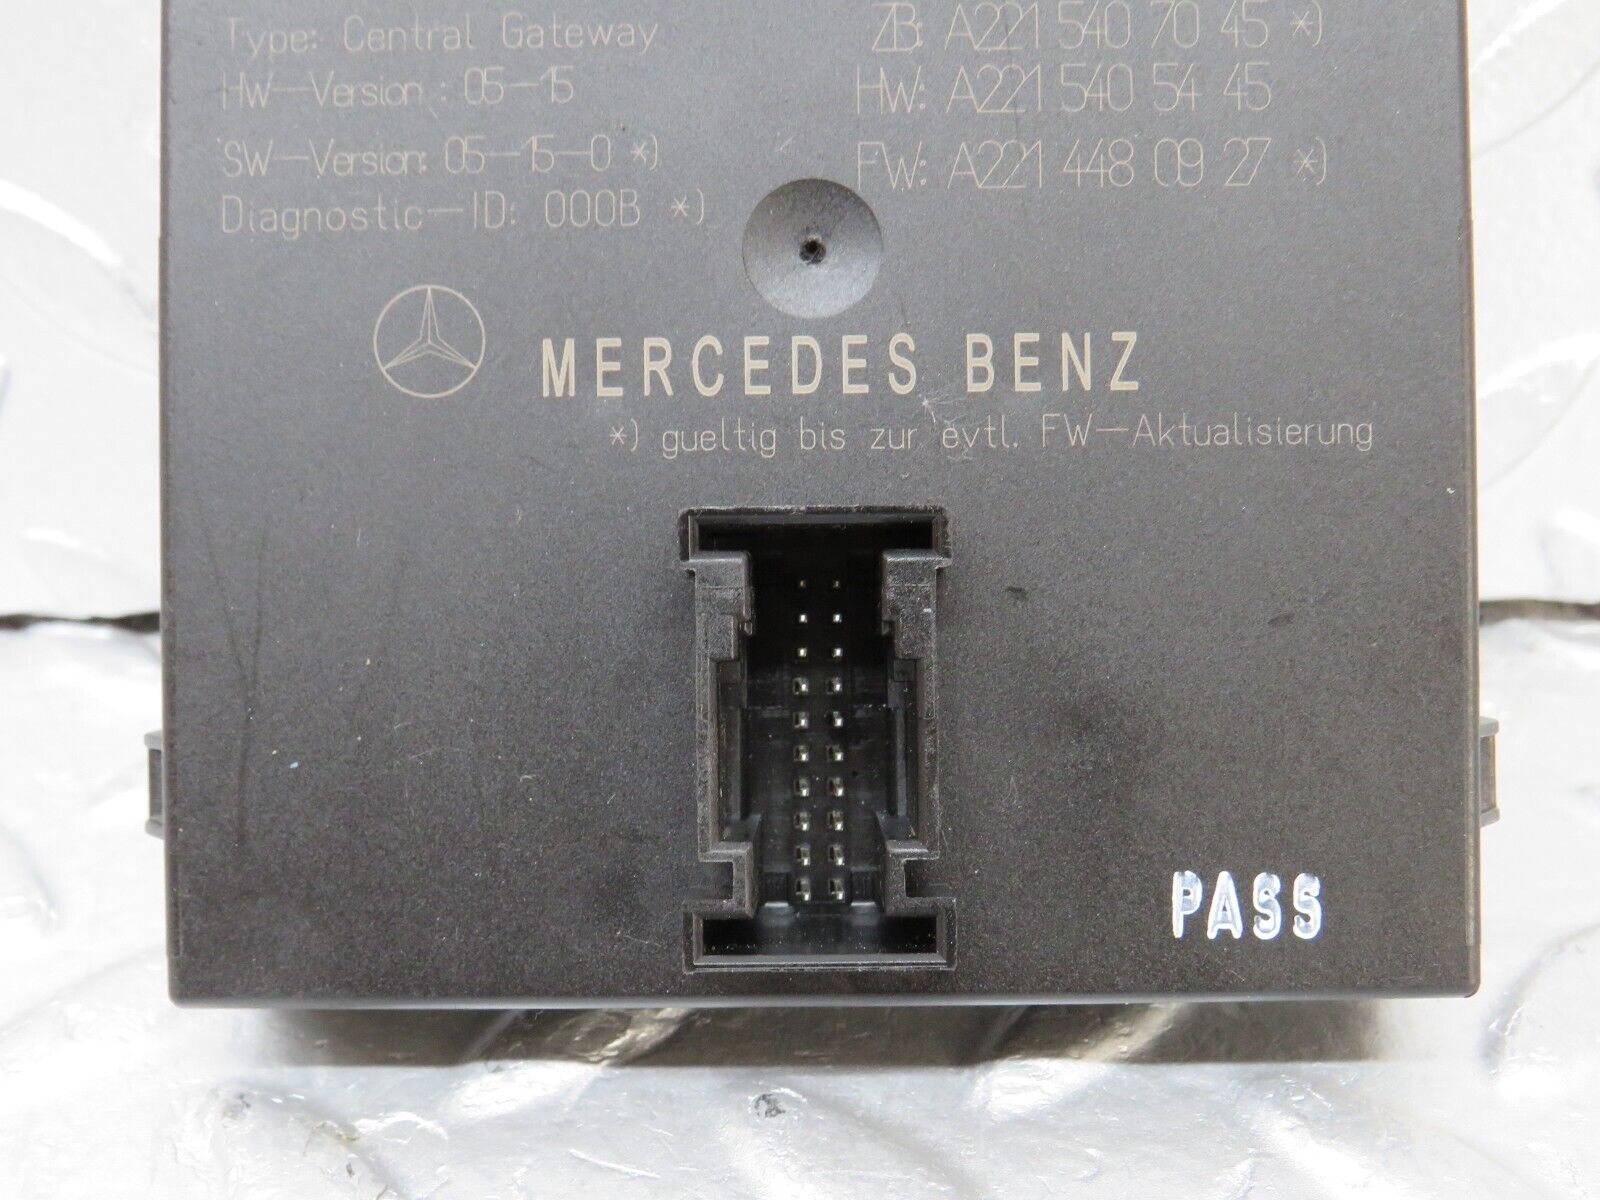 Type: Central Gateway
ZB: A221 540 70 45 *)
HW-Version : 05-15
HW: A221 540 54 45
SW-Version: 05-15-0 *)
FW: A221 448 09 27 *)
Diagnostic-ID: 000B *)
MERCEDES BENZ
*) gueltig bis zur evtl. FW-Aktualisierung
PASS